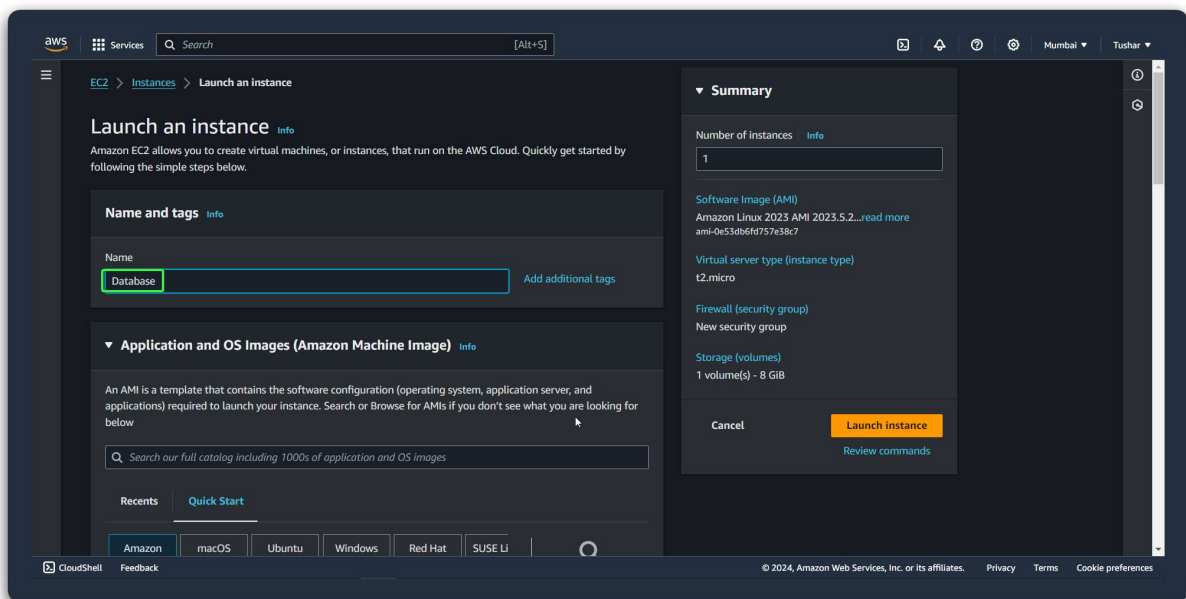 aws
Services
Search [Alt+S]
Mumbai
Tushar
EC2 > Instances > Launch an instance
Launch an instance Info
Amazon EC2 allows you to create virtual machines, or instances, that run on the AWS Cloud. Quickly get started by
following the simple steps below.
Name and tags Info
Name
Database
Add additional tags
Application and OS Images (Amazon Machine Image) Info
An AMI is a template that contains the software configuration (operating system, application server, and
applications) required to launch your instance. Search or Browse for AMIs if you don't see what you are looking for
below
Search our full catalog including 1000s of application and OS images
Recents
Quick Start
Amazon
macOS
Ubuntu
Windows
Red Hat
SUSE Li
Summary
Number of instances Info
1
Software Image (AMI)
Amazon Linux 2023 AMI 2023.5.2...read more
ami-0e53db6fd757e38c7
Virtual server type (instance type)
t2.micro
Firewall (security group)
New security group
Storage (volumes)
1 volume(s) - 8 GiB
Cancel
Launch instance
Review commands
CloudShell
Feedback
© 2024, Amazon Web Services, Inc. or its affiliates.
Privacy
Terms
Cookie preferences